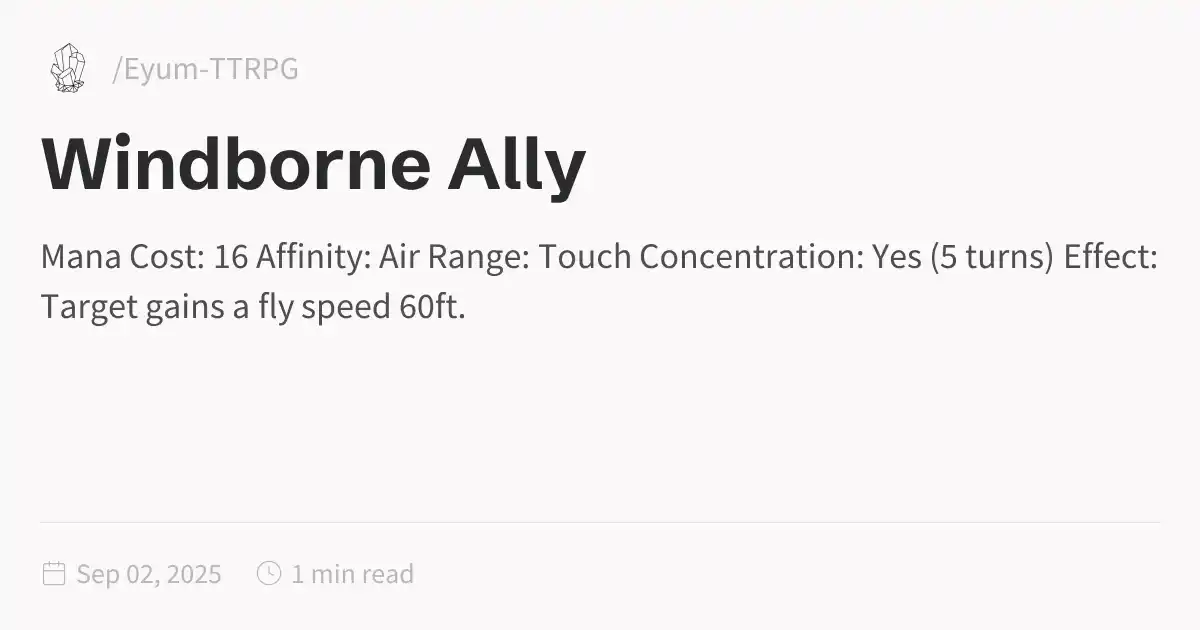 /Eyum-TTRPG
Windborne Ally
Mana Cost: 16 Affinity: Air Range: Touch Concentration: Yes (5 turns) Effect:
Target gains a fly speed 60ft.
Sep 02, 2025 1 min read